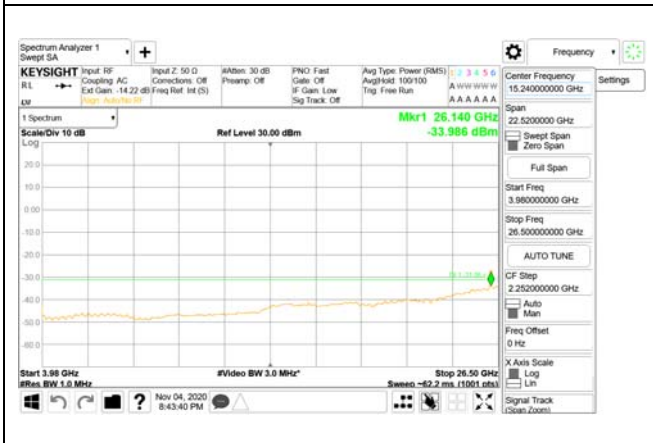 Spectrum Analyzer 1
Swept SA
+
Frequency
KEYSIGHT
RL
Input: RF
Coupling: AC
Ext Gain: -14.22 dB
Align: Auto/No RF
Input Z: 50 Ω
Corrections: Off
Freq Ref: Int (S)
#Atten: 30 dB
Preamp: Off
PNO: Fast
Gate: Off
IF Gain: Low
Sig Track: Off
Avg Type: Power (RMS)
Avg|Hold: 100/100
Trig: Free Run
1 2 3 4 5 6
A W W W W W
A A A A A A
1 Spectrum
Scale/Div 10 dB
Log
Ref Level 30.00 dBm
Mkr1 26.140 GHz
-33.986 dBm
20.0
10.0
0.00
-10.0
-20.0
-30.0
-40.0
-50.0
-60.0
Start 3.98 GHz
#Res BW 1.0 MHz
#Video BW 3.0 MHz*
Stop 26.50 GHz
Sweep ~62.2 ms (1001 pts)
Nov 04, 2020
8:43:40 PM
?
Center Frequency
15.240000000 GHz
Settings
Span
22.5200000 GHz
Swept Span
Zero Span
Full Span
Start Freq
3.980000000 GHz
Stop Freq
26.500000000 GHz
AUTO TUNE
CF Step
2.252000000 GHz
Auto
Man
Freq Offset
0 Hz
X Axis Scale
Log
Lin
Signal Track
(Span Zoom)